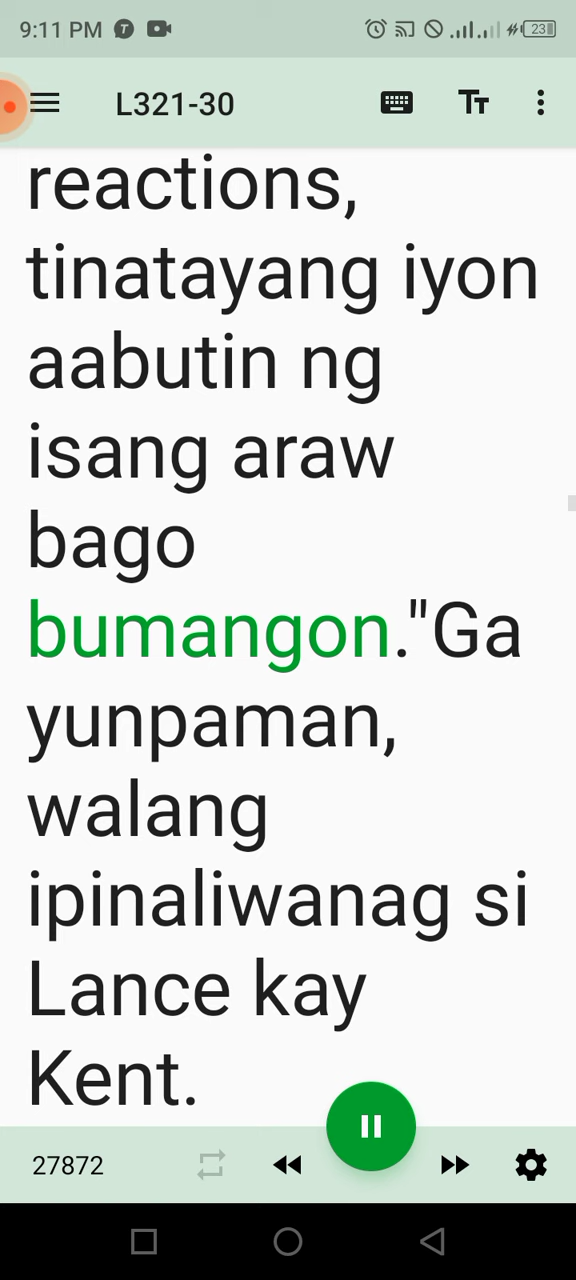 9:11 PM
23
L321-30
reactions,
tinatayang iyon
aabutin ng
isang araw
bago
bumangon."Ga
yunpaman,
walang
ipinaliwanag si
Lance kay
Kent.
27872